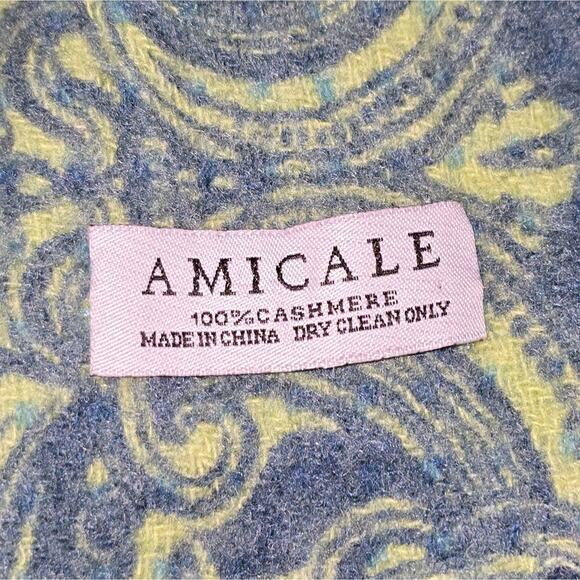 AMICALE
100% CASHMERE
MADE IN CHINA DRY CLEAN ONLY